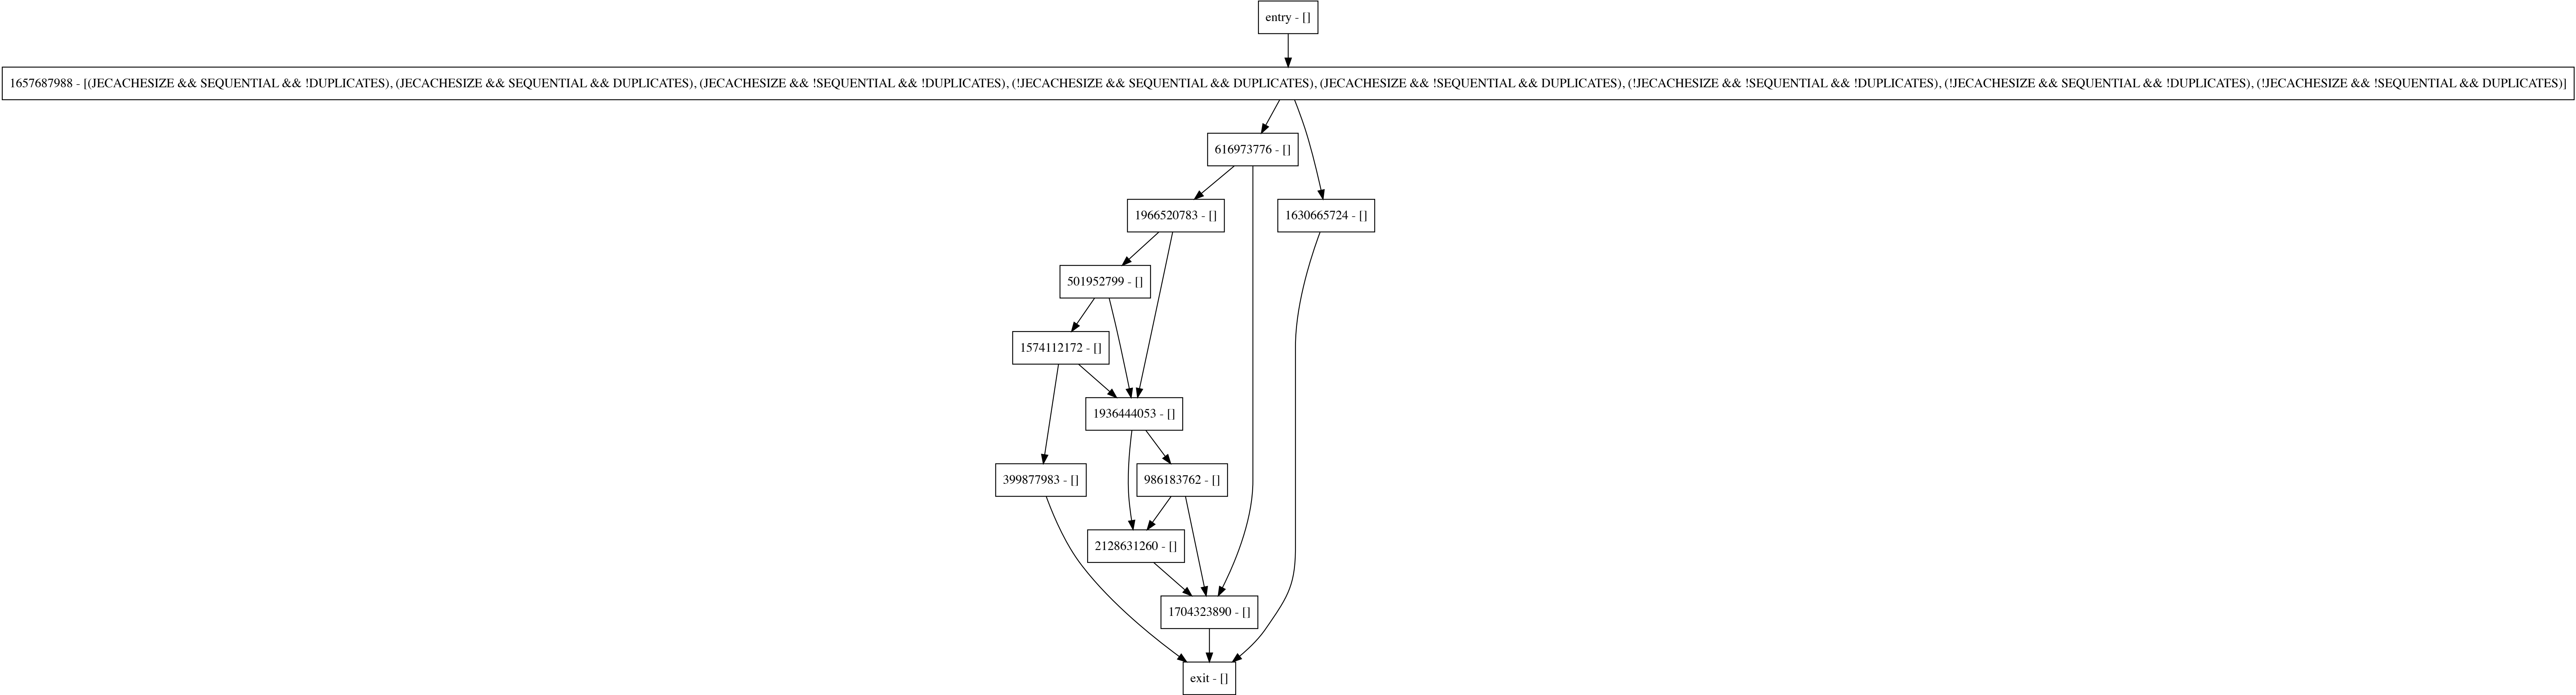 entry - []
1657687988 - [(JECACHESIZE && SEQUENTIAL && !DUPLICATES), (JECACHESIZE && SEQUENTIAL && DUPLICATES), (JECACHESIZE && !SEQUENTIAL && !DUPLICATES), (!JECACHESIZE && SEQUENTIAL && DUPLICATES), (JECACHESIZE && !SEQUENTIAL && DUPLICATES), (!JECACHESIZE && !SEQUENTIAL && !DUPLICATES), (!JECACHESIZE && SEQUENTIAL && !DUPLICATES), (!JECACHESIZE && !SEQUENTIAL && DUPLICATES)]
616973776 - []
1966520783 - []
1630665724 - []
501952799 - []
1574112172 - []
1936444053 - []
399877983 - []
986183762 - []
2128631260 - []
1704323890 - []
exit - []